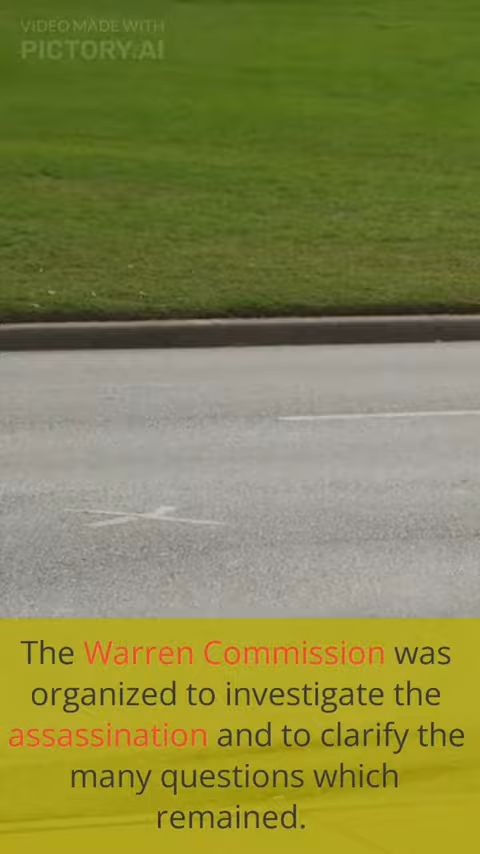 VIDEO MADE WITH
PICTORY.AI
The Warren Commission was
organized to investigate the
assassination and to clarify the
many questions which
remained.